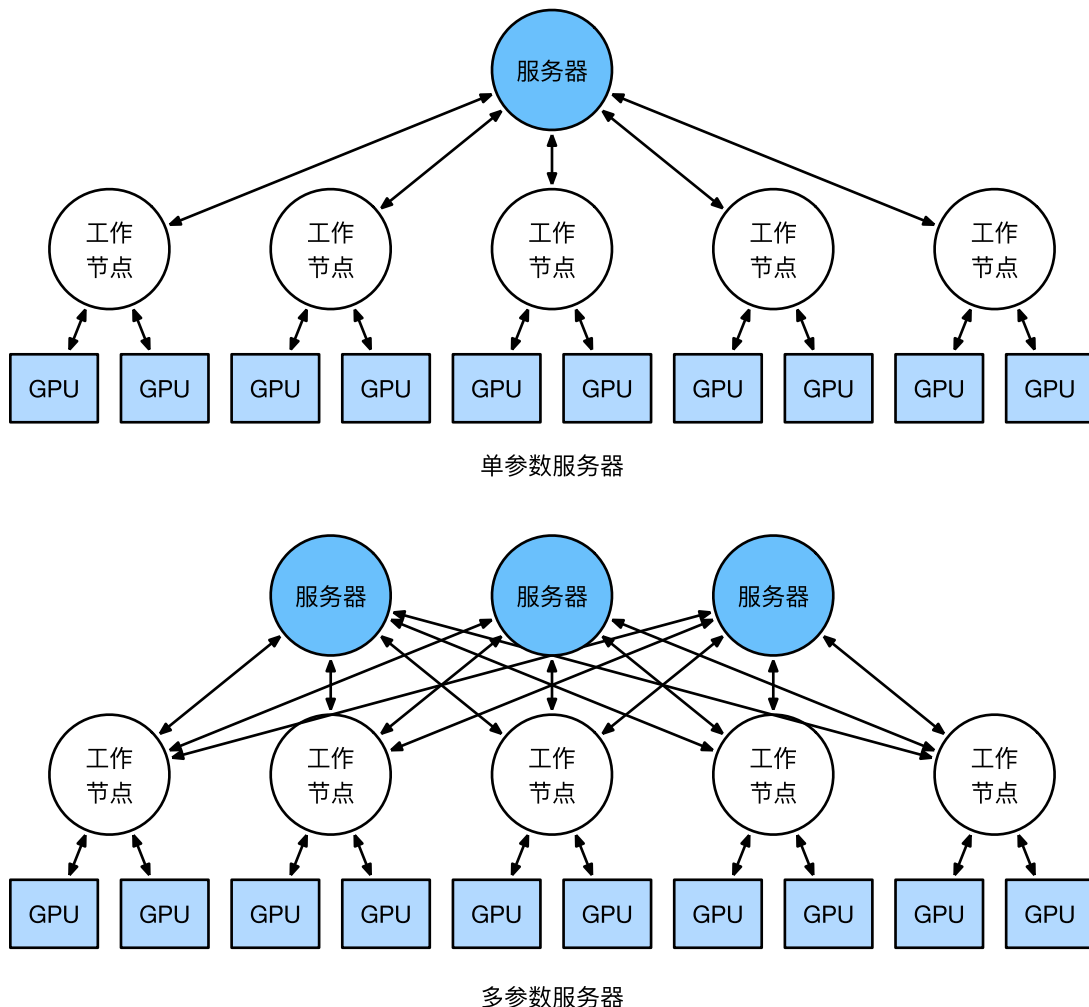 服务器
工作 工作 工作 工作 工作
节点 节点 节点 节点 节点
GPU GPU GPU GPU GPU GPU GPU GPU GPU GPU
单参数服务器
服务器 服务器 服务器
工作 工作 工作 工作 工作
节点 节点 节点 节点 节点
GPU GPU GPU GPU GPU GPU GPU GPU GPU GPU
多参数服务器